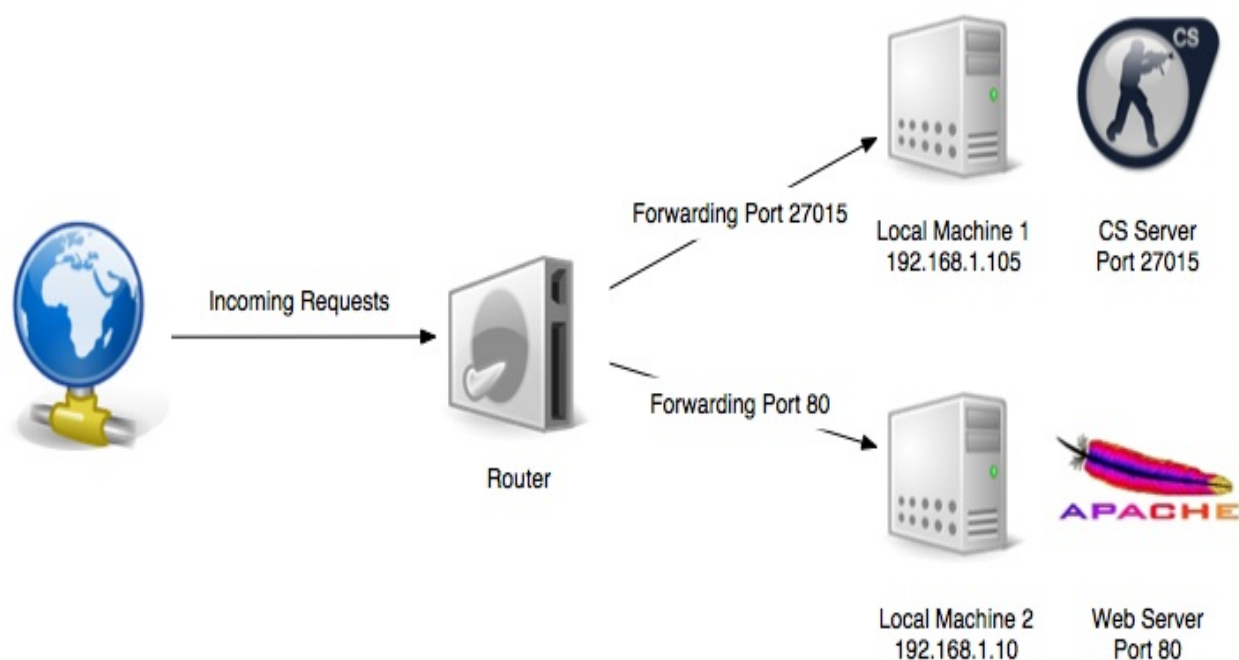 CS
Forwarding Port 27015
Local Machine 1
192.168.1.105
CS Server
Port 27015
Incoming Requests
Forwarding Port 80
Router
APACHE
Local Machine 2
192.168.1.10
Web Server
Port 80